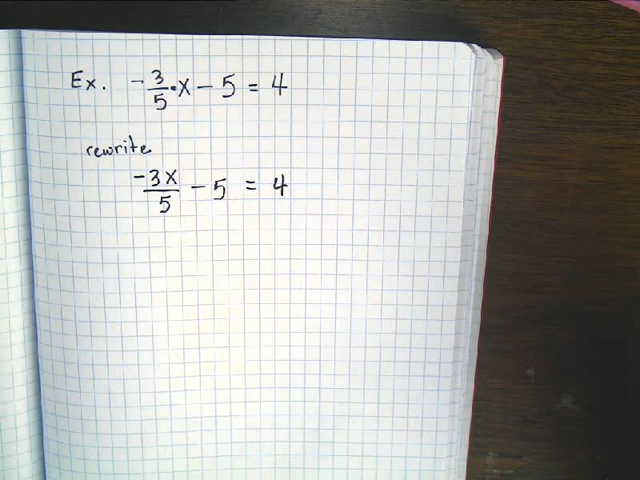 Ex. -3/5•x - 5 = 4
rewrite
-3x/5 - 5 = 4